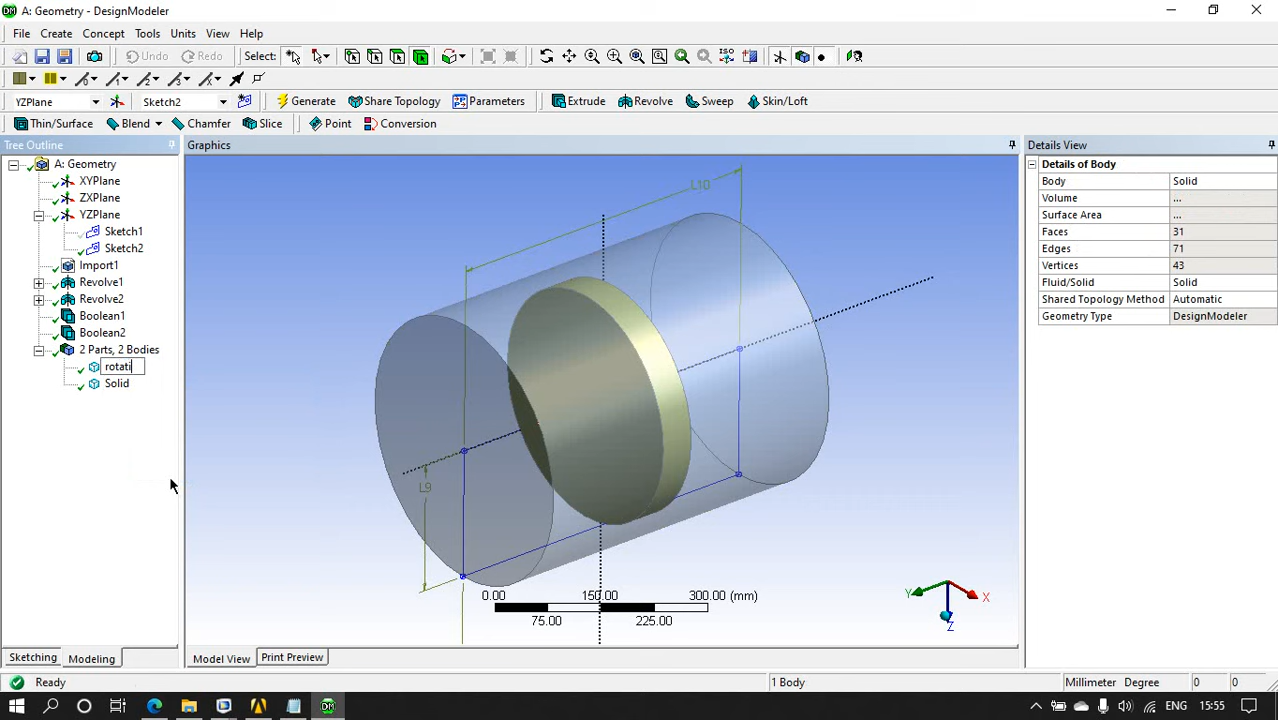 DM A: Geometry - DesignModeler
File Create Concept Tools Units View Help
Undo Redo Select: ISO
YZPlane Sketch2 Generate Share Topology Parameters Extrude Revolve Sweep Skin/Loft
Thin/Surface Blend Chamfer Slice Point Conversion
Tree Outline
A: Geometry
XYPlane
ZXPlane
YZPlane
Sketch1
Sketch2
Import1
Revolve1
Revolve2
Boolean1
Boolean2
2 Parts, 2 Bodies
rotati
Solid
Sketching Modeling
Graphics
L10
L9
0.00 150.00 300.00 (mm)
75.00 225.00
Y X
Z
Model View Print Preview
Details View
Details of Body
Body Solid
Volume ...
Surface Area ...
Faces 31
Edges 71
Vertices 43
Fluid/Solid Solid
Shared Topology Method Automatic
Geometry Type DesignModeler
Ready 1 Body Millimeter Degree 0 0
DM ENG 15:55